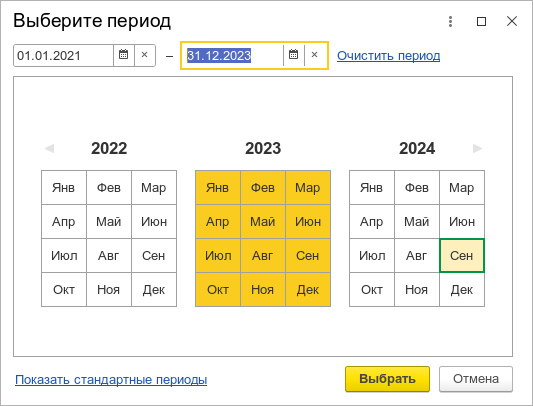 Выберите период
01.01.2021 – 31.12.2023 Очистить период
2022 2023 2024
Янв Фев Мар Янв Фев Мар Янв Фев Мар
Апр Май Июн Апр Май Июн Апр Май Июн
Июл Авг Сен Июл Авг Сен Июл Авг Сен
Окт Ноя Дек Окт Ноя Дек Окт Ноя Дек
Показать стандартные периоды Выбрать Отмена